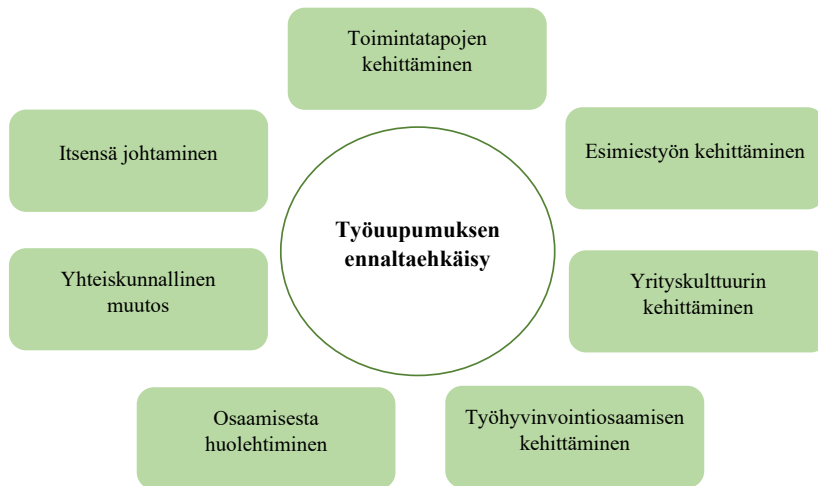 Toimintatapojen
kehittäminen
Itsensä johtaminen
Esimiestyön kehittäminen
Työuupumuksen
ennaltaehkäisy
Yhteiskunnallinen
muutos
Yrityskulttuurin
kehittäminen
Osaamisesta
huolehtiminen
Työhyvinvointiosaamisen
kehittäminen